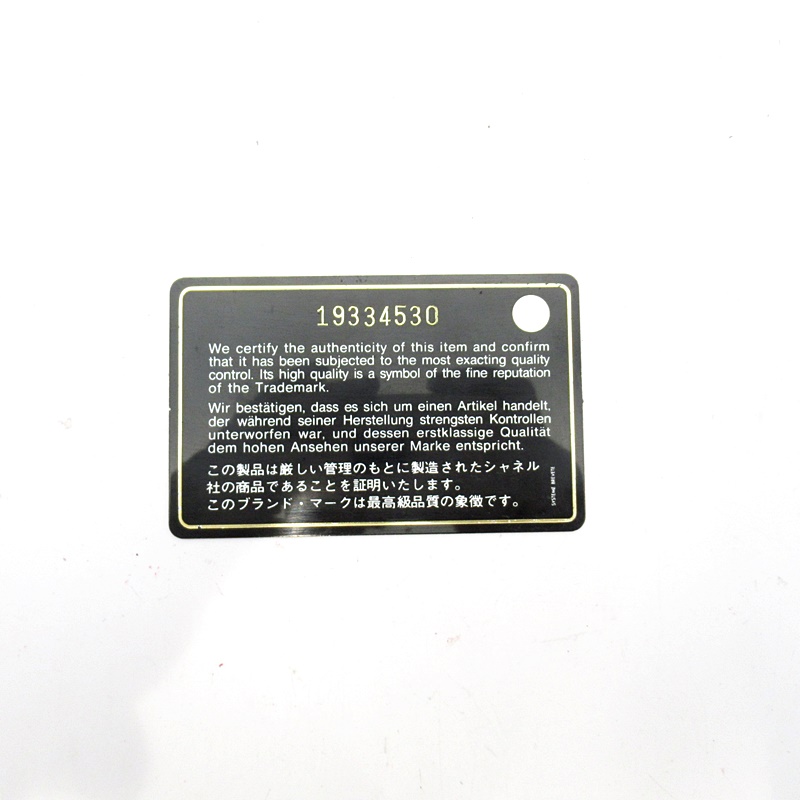 19334530
We certify the authenticity of this item and confirm
that it has been subjected to the most exacting quality
control. Its high quality is a symbol of the fine reputation
of the Trademark.
Wir bestätigen, dass es sich um einen Artikel handelt,
der während seiner Herstellung strengsten Kontrollen
unterworfen war, und dessen erstklassige Qualität
dem hohen Ansehen unserer Marke entspricht.
この製品は厳しい管理のもとに製造されたシャネル
社の商品であることを証明いたします。
このブランド・マークは最高級品質の象徴です。